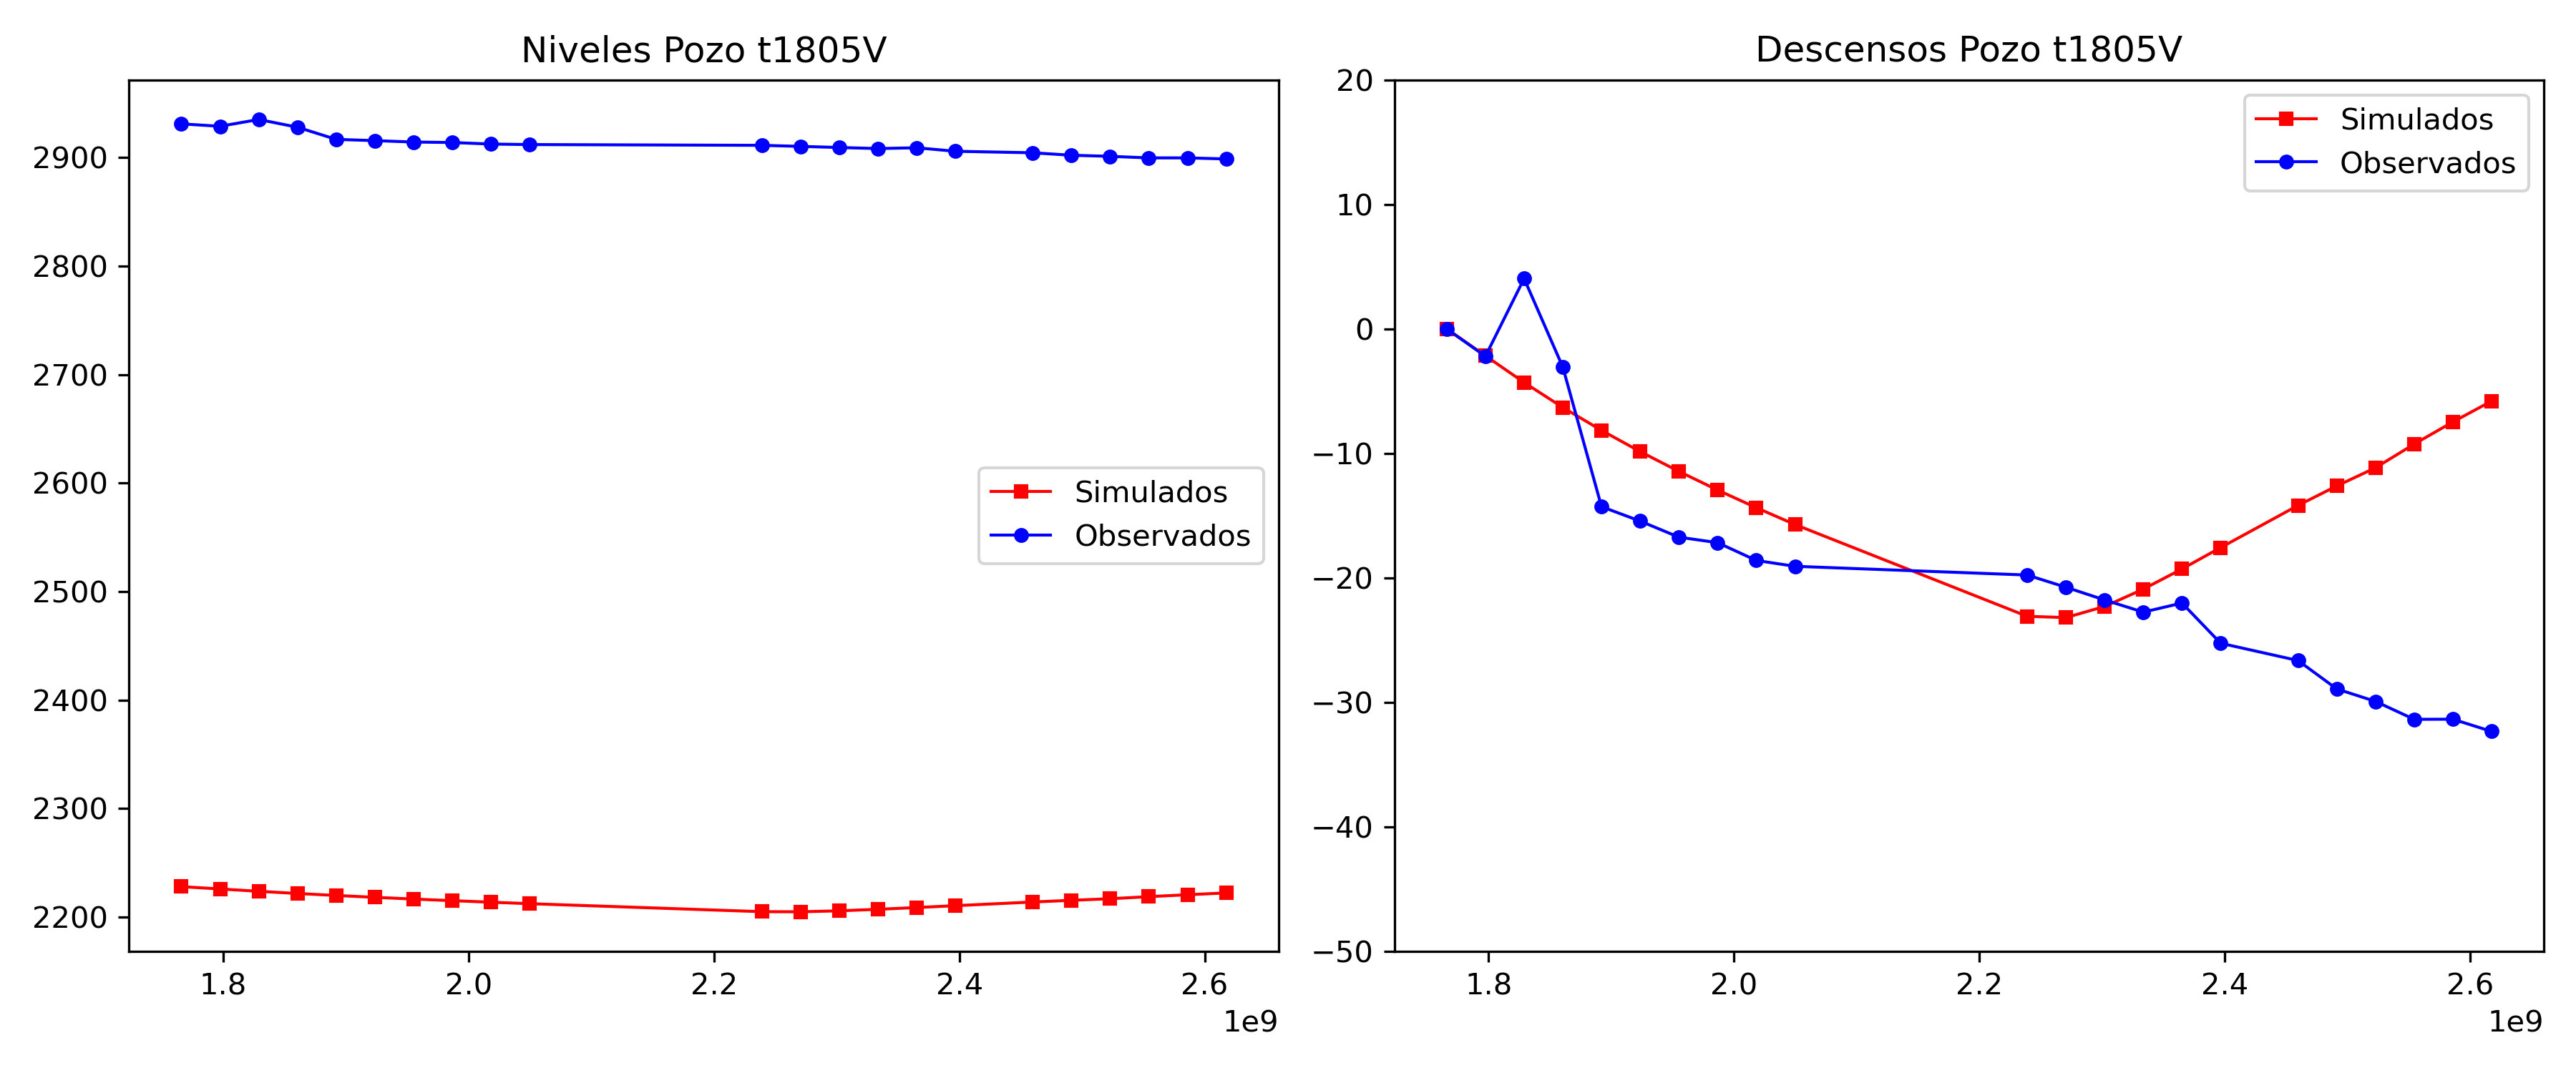 Niveles Pozo t1805V
2900
2800
2700
2600
2500
2400
2300
2200
1.8 2.0 2.2 2.4 2.6
1e9
Simulados
Observados
Descensos Pozo t1805V
20
10
0
−10
−20
−30
−40
−50
1.8 2.0 2.2 2.4 2.6
1e9
Simulados
Observados